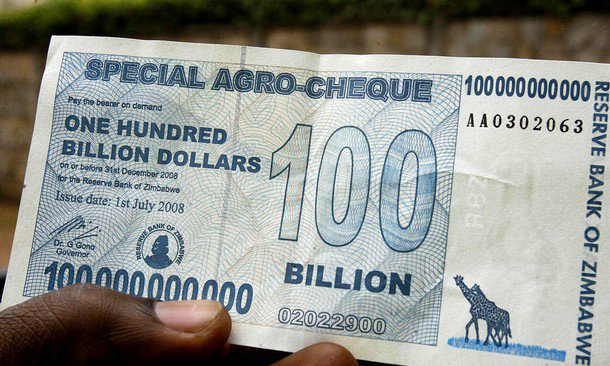 SPECIAL AGRO-CHEQUE
100000000000
AA0302063
Pay the bearer on demand
ONE HUNDRED
BILLION DOLLARS
on or before 31st December 2008
for the Reserve Bank of Zimbabwe
Issue date: 1st July 2008
Dr. G Gono
Governor
RESERVE BANK OF ZIMBABWE
100
BILLION
100000000000
02022900
RESERVE BANK OF ZIMBABWE